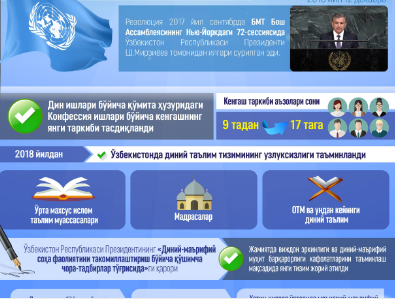 Резолюция 2017 йил сентябрда БМТ Бош
Ассамблеясининг Нью-Йоркдаги 72-сессиясида
Ўзбекистон Республикаси Президенти
Ш.Мирзиёев томонидан илгари сурилган эди.
Дин ишлари бўйича қўмита ҳузуридаги
Конфессия ишлари бўйича кенгашнинг
янги таркиби тасдиқланди
Кенгаш таркиби аъзолари сони
9 тадан 17 тага
2018 йилдан
Ўзбекистонда диний таълим тизимининг узлуксизлиги таъминланди
Ўрта махсус ислом
таълим муассасалари
Мадрасалар
ОТМ ва ундан кейинги
диний таълим
Ўзбекистон Республикаси Президентининг «Диний-маърифий
соҳа фаолиятини такомиллаштириш бўйича қўшимча
чора-тадбирлар тўғрисида»ги қарори
Жамиятда виждон эркинлиги ва диний-маърифий
муҳит барқарорлиги кафолатларини таъминлаш
мақсадида янги тизим жорий этилди